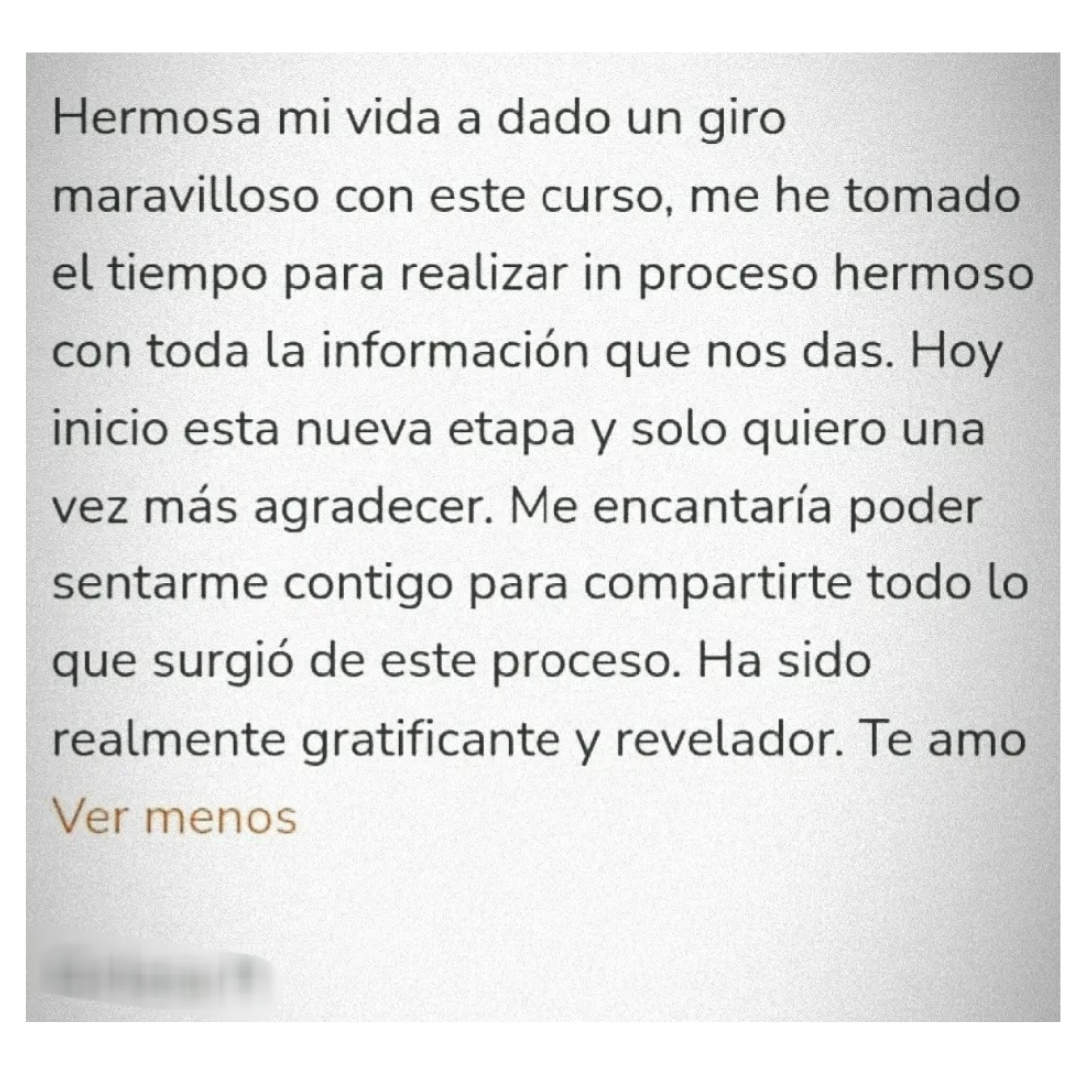 Hermosa mi vida a dado un giro
maravilloso con este curso, me he tomado
el tiempo para realizar in proceso hermoso
con toda la información que nos das. Hoy
inicio esta nueva etapa y solo quiero una
vez más agradecer. Me encantaría poder
sentarme contigo para compartirte todo lo
que surgió de este proceso. Ha sido
realmente gratificante y revelador. Te amo
Ver menos